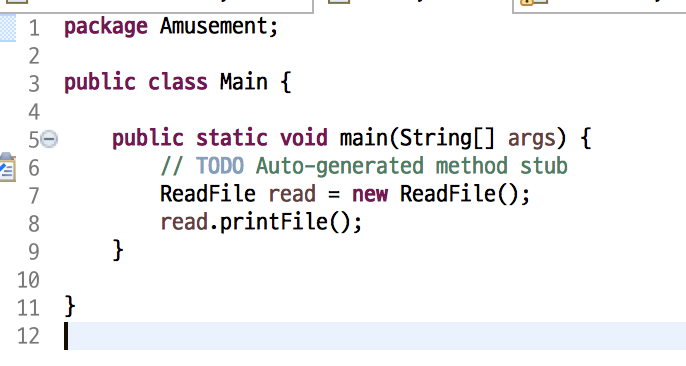 1 package Amusement;
2
3 public class Main {
4
5 public static void main(String[] args) {
6 // TODO Auto-generated method stub
7 ReadFile read = new ReadFile();
8 read.printFile();
9 }
10
11 }
12